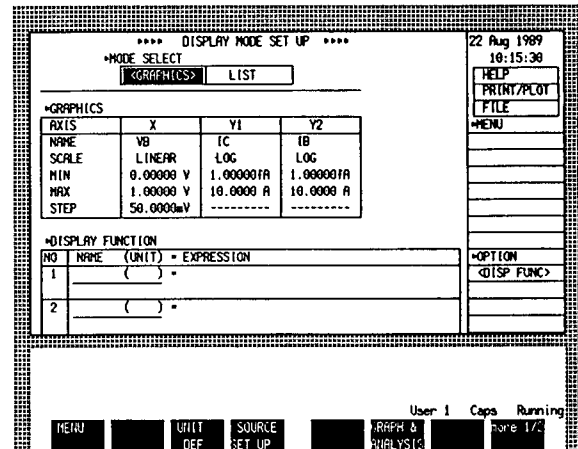 ▸▸▸▸ DISPLAY MODE SET UP ▸▸▸▸
22 Aug 1989
10:15:30
▸MODE SELECT
<GRAPHICS> LIST
HELP
PRINT/PLOT
FILE
▸MENU
▸GRAPHICS
AXIS X Y1 Y2
NAME VB IC IB
SCALE LINEAR LOG LOG
MIN 0.00000 V 1.00000fA 1.00000fA
MAX 1.00000 V 10.0000 A 10.0000 A
STEP 50.0000mV --------- ---------
▸DISPLAY FUNCTION
NO NAME (UNIT) = EXPRESSION
1 ( ) =
2 ( ) =
▸OPTION
<DISP FUNC>
User 1 Caps Running
MENU
UNIT DEF
SOURCE SET UP
GRAPH & ANALYSIS
more 1/2